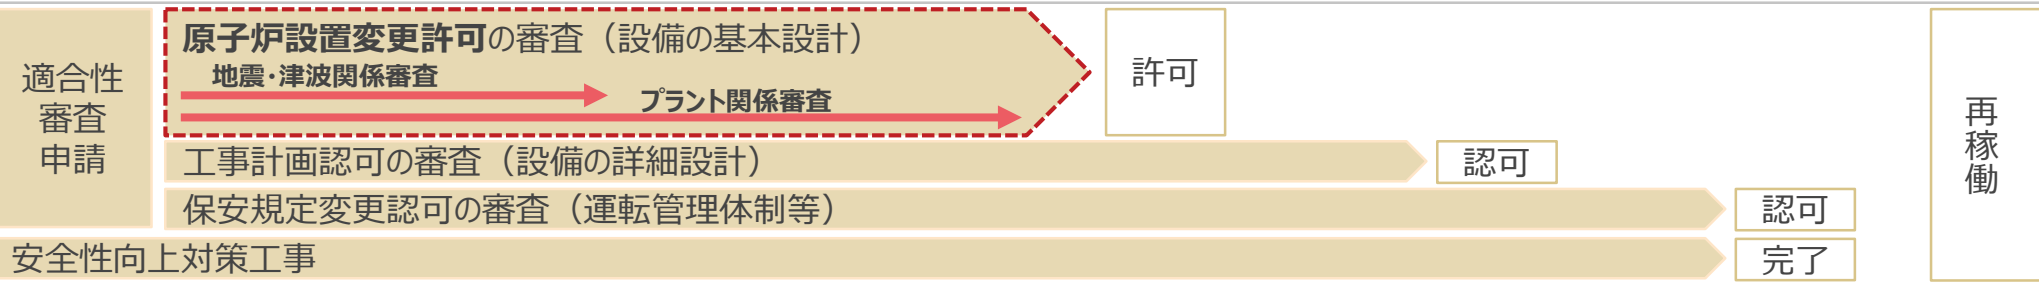 適合性
審査
申請
原子炉設置変更許可の審査（設備の基本設計）
地震・津波関係審査
プラント関係審査
許可
工事計画認可の審査（設備の詳細設計）
認可
保安規定変更認可の審査（運転管理体制等）
認可
安全性向上対策工事
完了
再稼働